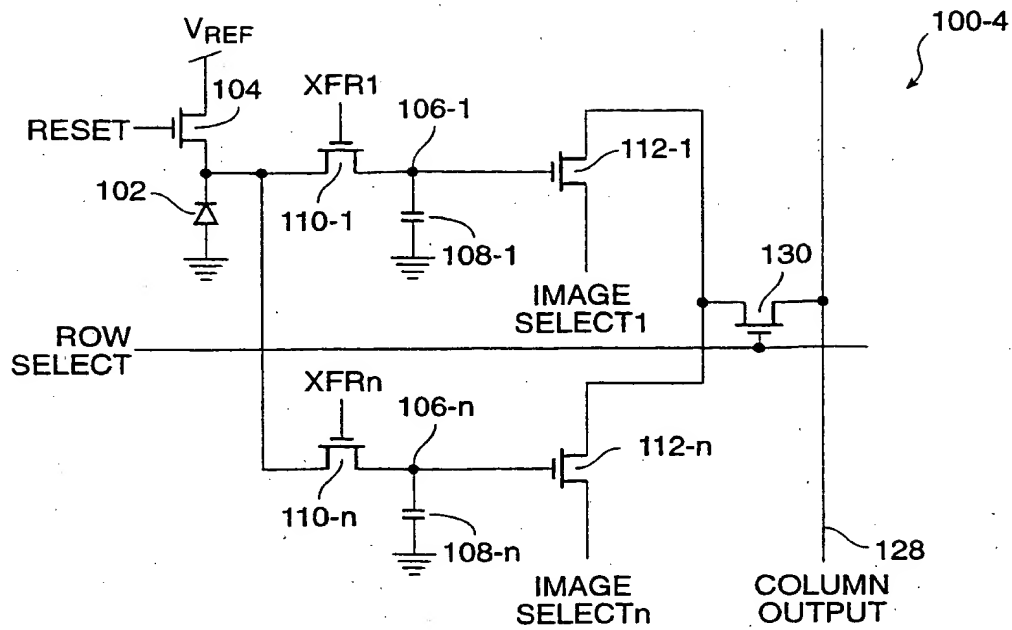 100-4
VREF
104
RESET
XFR1
106-1
112-1
102
110-1
108-1
130
IMAGE
SELECT1
ROW
SELECT
XFRn
106-n
112-n
110-n
108-n
128
IMAGE
SELECTn
COLUMN
OUTPUT